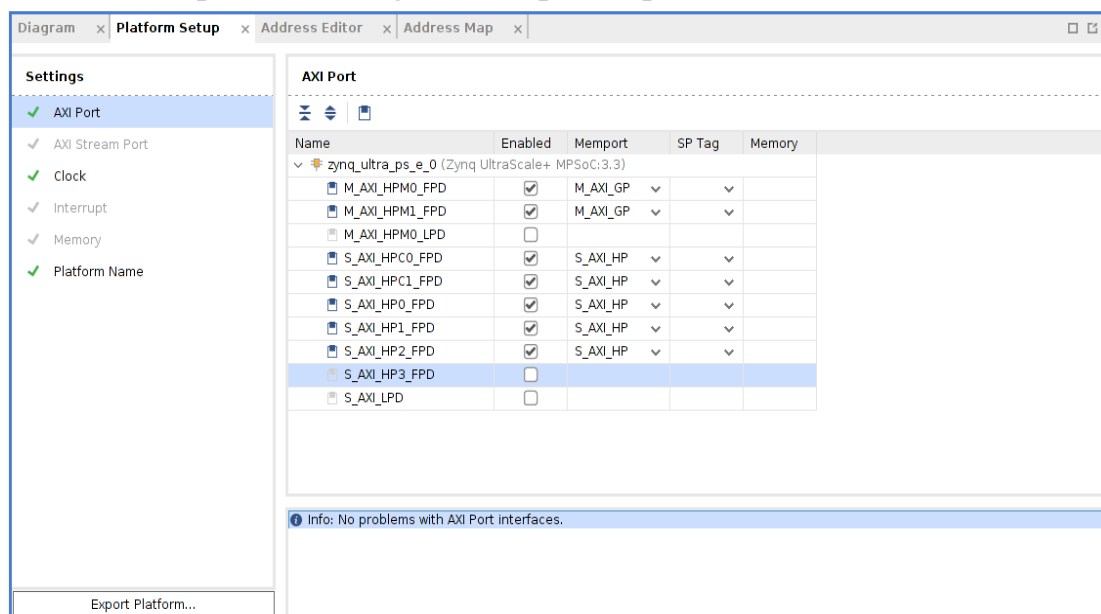 Diagram x Platform Setup x Address Editor x Address Map x
Settings
AXI Port
AXI Stream Port
Clock
Interrupt
Memory
Platform Name
Export Platform...
AXI Port
Name Enabled Memport SP Tag Memory
zynq_ultra_ps_e_0 (Zynq UltraScale+ MPSoC:3.3)
M_AXI_HPM0_FPD M_AXI_GP
M_AXI_HPM1_FPD M_AXI_GP
M_AXI_HPM0_LPD
S_AXI_HPC0_FPD S_AXI_HP
S_AXI_HPC1_FPD S_AXI_HP
S_AXI_HP0_FPD S_AXI_HP
S_AXI_HP1_FPD S_AXI_HP
S_AXI_HP2_FPD S_AXI_HP
S_AXI_HP3_FPD
S_AXI_LPD
Info: No problems with AXI Port interfaces.